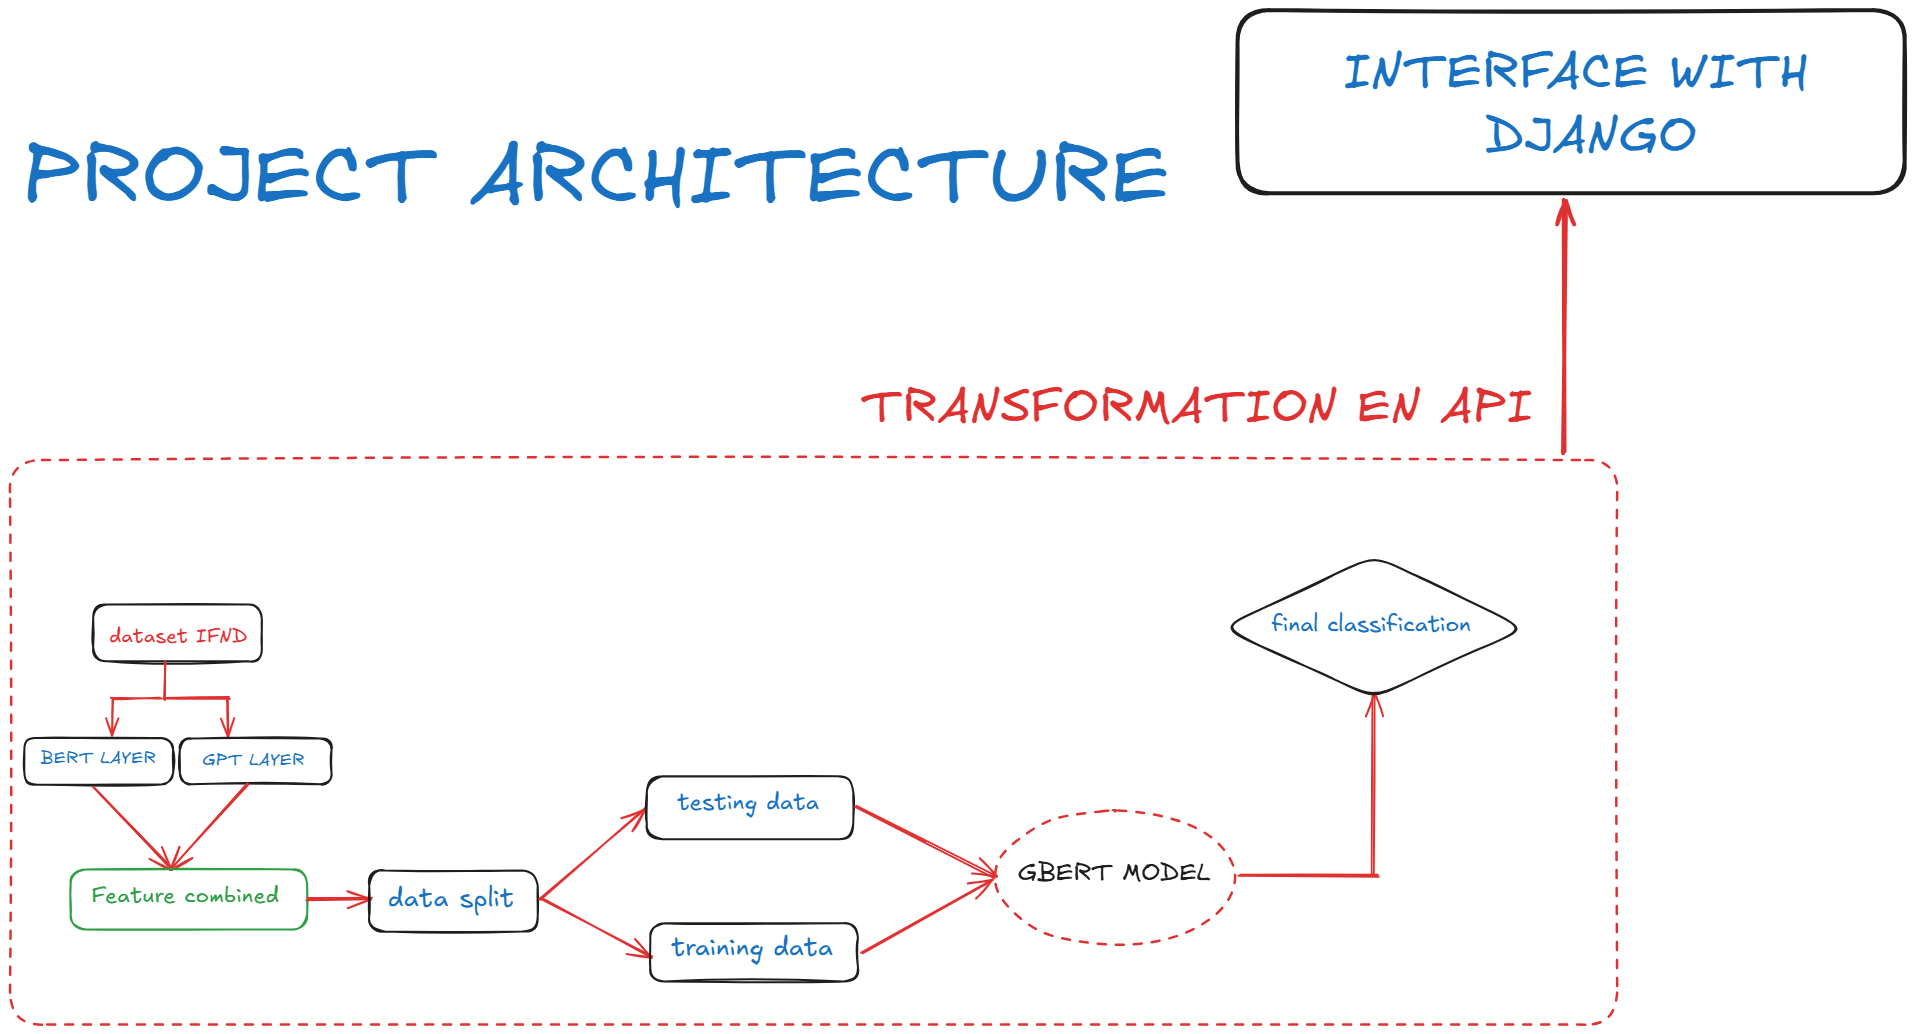 INTERFACE WITH
DJANGO
PROJECT ARCHITECTURE
TRANSFORMATION EN API
dataset IFND
BERT LAYER
GPT LAYER
Feature combined
data split
testing data
training data
GBERT MODEL
final classification